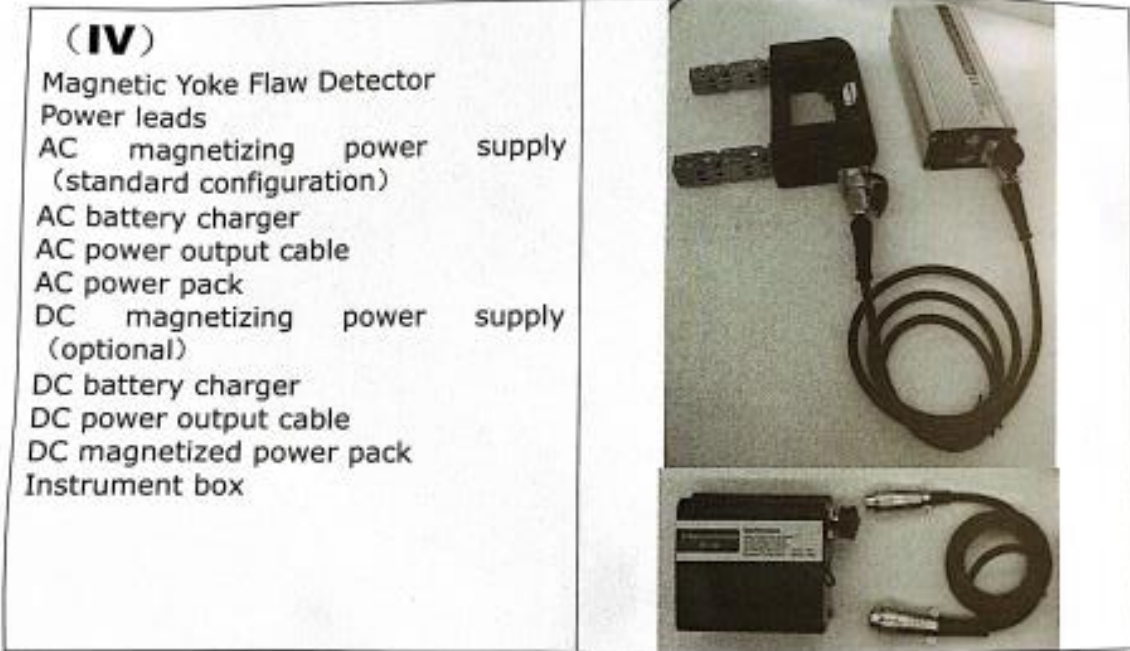 （IV）
Magnetic Yoke Flaw Detector
Power leads
AC magnetizing power supply
（standard configuration）
AC battery charger
AC power output cable
AC power pack
DC magnetizing power supply
（optional）
DC battery charger
DC power output cable
DC magnetized power pack
Instrument box